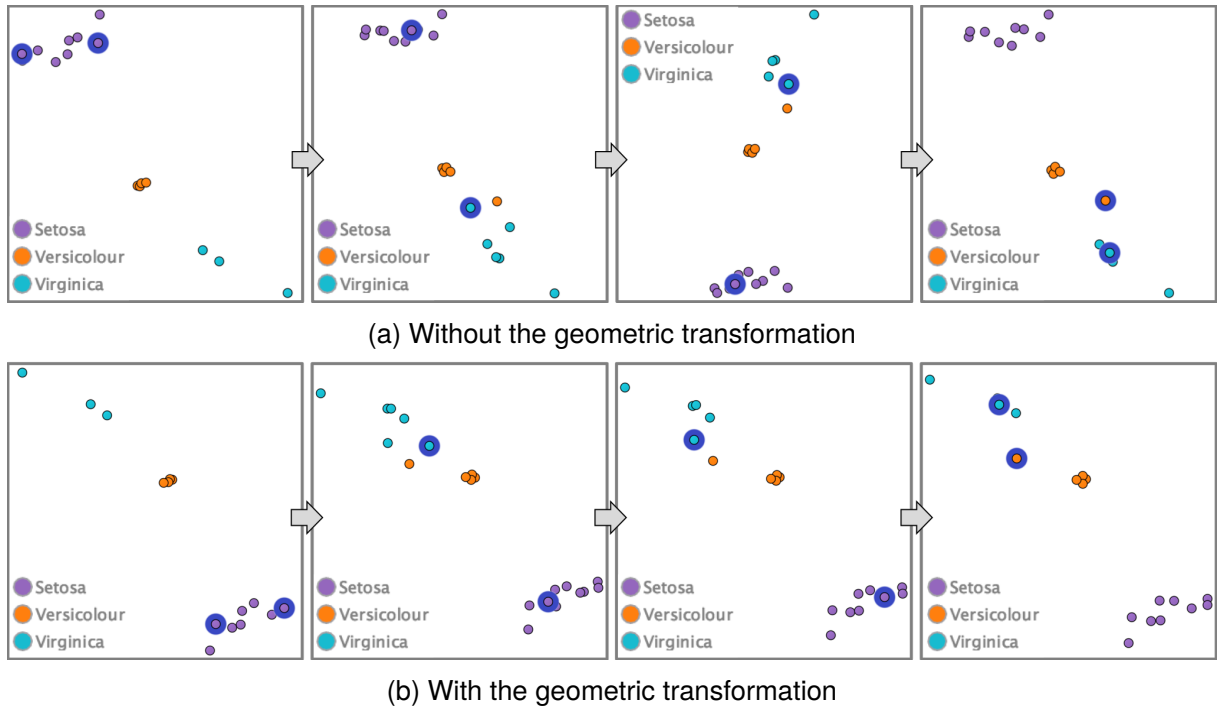 Setosa
Versicolour
Virginica
Setosa
Versicolour
Virginica
Setosa
Versicolour
Virginica
Setosa
Versicolour
Virginica
(a) Without the geometric transformation
Setosa
Versicolour
Virginica
Setosa
Versicolour
Virginica
Setosa
Versicolour
Virginica
Setosa
Versicolour
Virginica
(b) With the geometric transformation